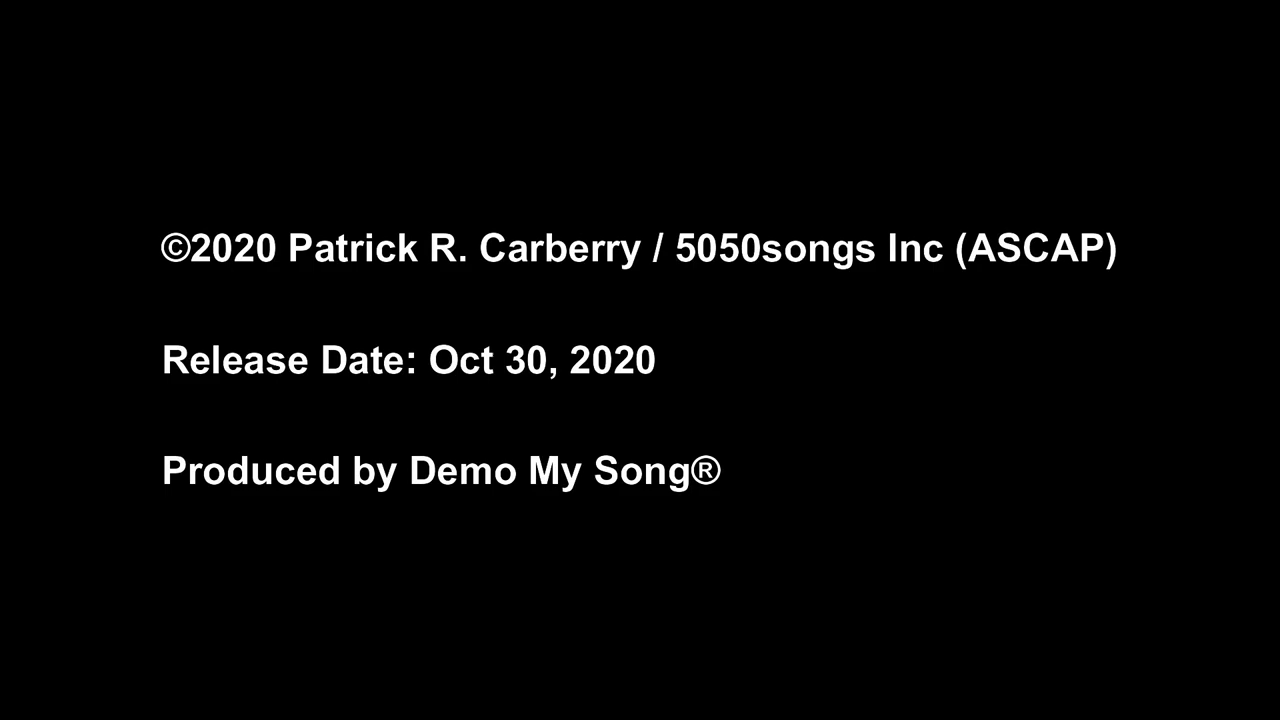 ©2020 Patrick R. Carberry / 5050songs Inc (ASCAP)
Release Date: Oct 30, 2020
Produced by Demo My Song®